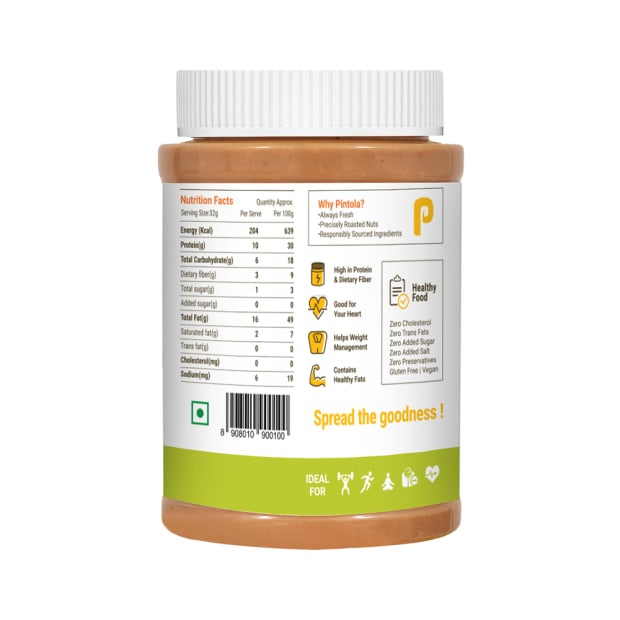 Nutrition Facts
Quantity Approx.
Serving Size:32g Per Serve Per 100g
Energy (Kcal) 204 639
Protein(g) 10 30
Total Carbohydrate(g) 6 18
Dietary fiber(g) 3 9
Total sugar(g) 1 3
Added sugar(g) 0 0
Total Fat(g) 16 49
Saturated fat(g) 2 7
Trans fat(g) 0 0
Cholesterol(mg) 0 0
Sodium(mg) 6 19
8 908010 900100
Why Pintola?
•Always Fresh
•Precisely Roasted Nuts
•Responsibly Sourced Ingredients
P
High in Protein
& Dietary Fiber
Good for
Your Heart
Helps Weight
Management
Contains
Healthy Fats
Healthy
Food
Zero Cholesterol
Zero Trans Fats
Zero Added Sugar
Zero Added Salt
Zero Preservatives
Gluten Free | Vegan
Spread the goodness !
IDEAL
FOR